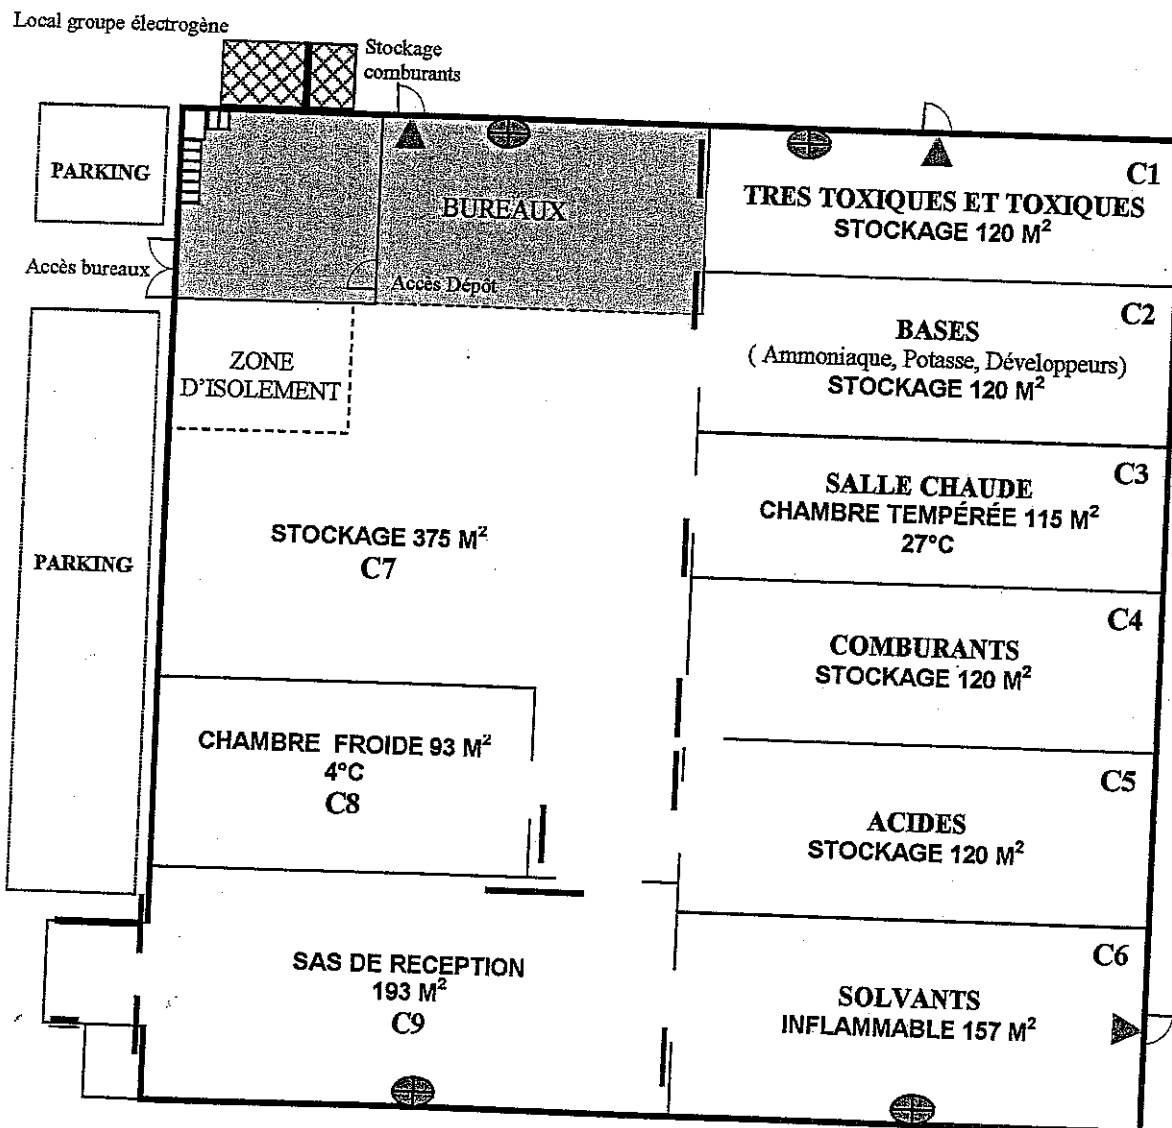 Local groupe électrogène
Stockage
comburants
PARKING
BUREAUX
C1
TRES TOXIQUES ET TOXIQUES
STOCKAGE 120 M²
Accès bureaux
Accès Dépôt
C2
BASES
( Ammoniaque, Potasse, Développeurs)
STOCKAGE 120 M²
ZONE
D'ISOLEMENT
C3
SALLE CHAUDE
CHAMBRE TEMPÉRÉE 115 M²
27°C
STOCKAGE 375 M²
C7
PARKING
C4
COMBURANTS
STOCKAGE 120 M²
CHAMBRE FROIDE 93 M²
4°C
C8
C5
ACIDES
STOCKAGE 120 M²
SAS DE RECEPTION
193 M²
C9
C6
SOLVANTS
INFLAMMABLE 157 M²